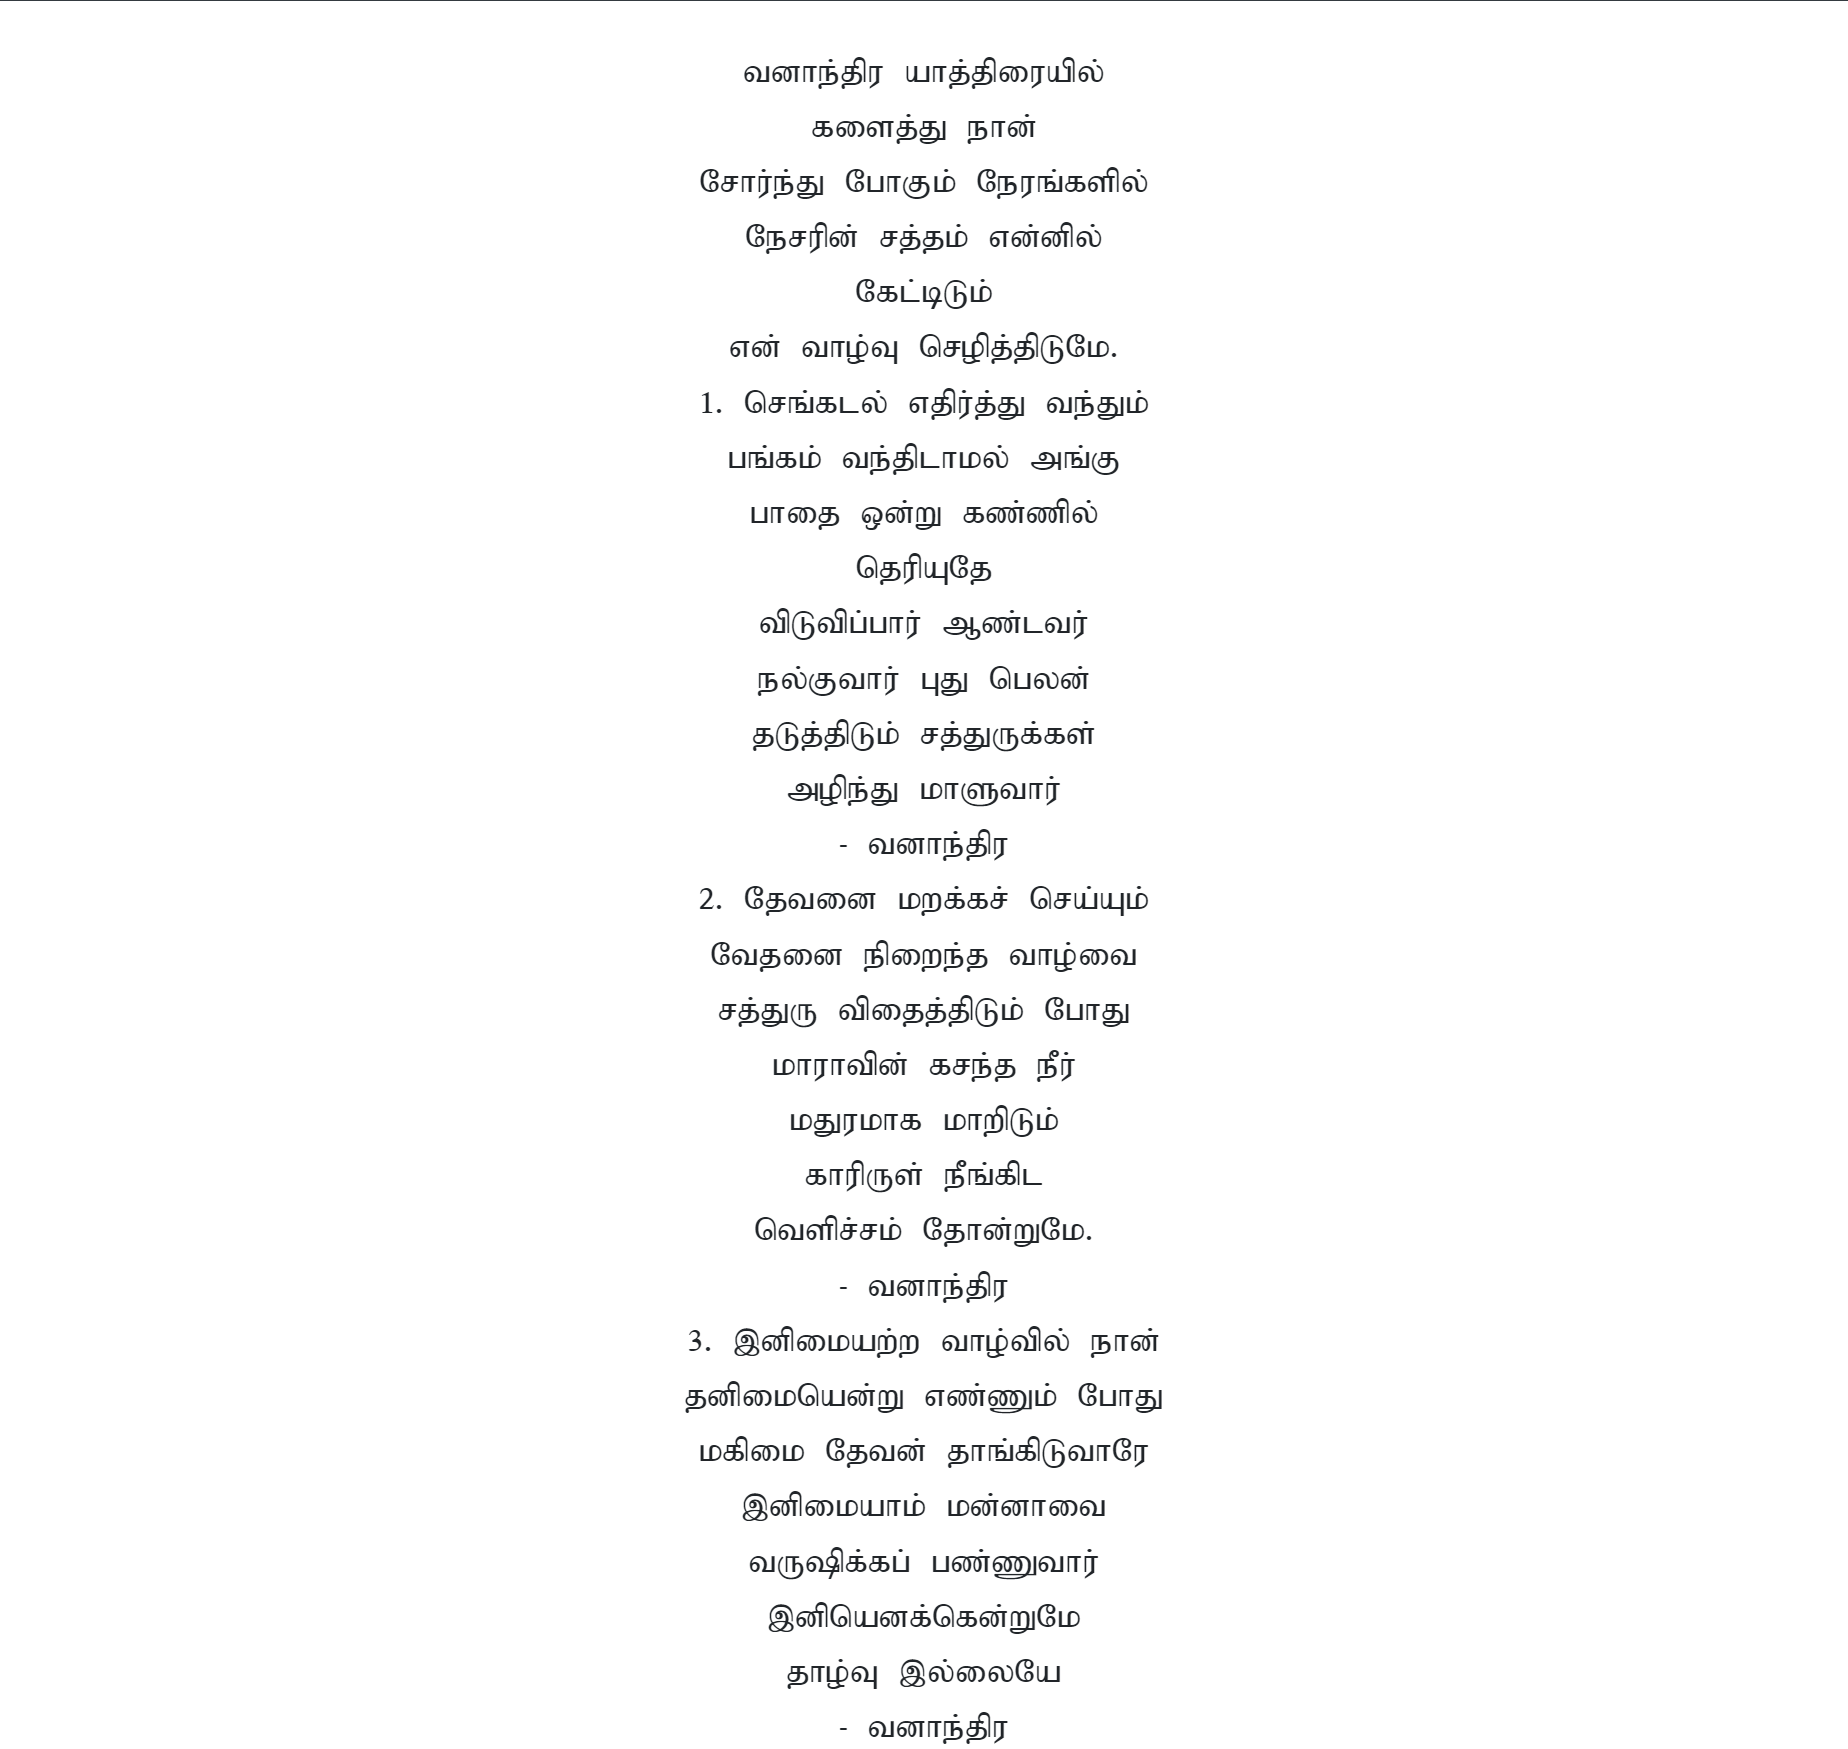 வனாந்திர யாத்திரையில்
களைத்து நான்
சோர்ந்து போகும் நேரங்களில்
நேசரின் சத்தம் என்னில்
கேட்டிடும்
என் வாழ்வு செழித்திடுமே.
1. செங்கடல் எதிர்த்து வந்தும்
பங்கம் வந்திடாமல் அங்கு
பாதை ஒன்று கண்ணில்
தெரியுதே
விடுவிப்பார் ஆண்டவர்
நல்குவார் புது பெலன்
தடுத்திடும் சத்துருக்கள்
அழிந்து மாளுவார்
- வனாந்திர
2. தேவனை மறக்கச் செய்யும்
வேதனை நிறைந்த வாழ்வை
சத்துரு விதைத்திடும் போது
மாராவின் கசந்த நீர்
மதுரமாக மாறிடும்
காரிருள் நீங்கிட
வெளிச்சம் தோன்றுமே.
- வனாந்திர
3. இனிமையற்ற வாழ்வில் நான்
தனிமையென்று எண்ணும் போது
மகிமை தேவன் தாங்கிடுவாரே
இனிமையாம் மன்னாவை
வருஷிக்கப் பண்ணுவார்
இனியெனக்கென்றுமே
தாழ்வு இல்லையே
- வனாந்திர